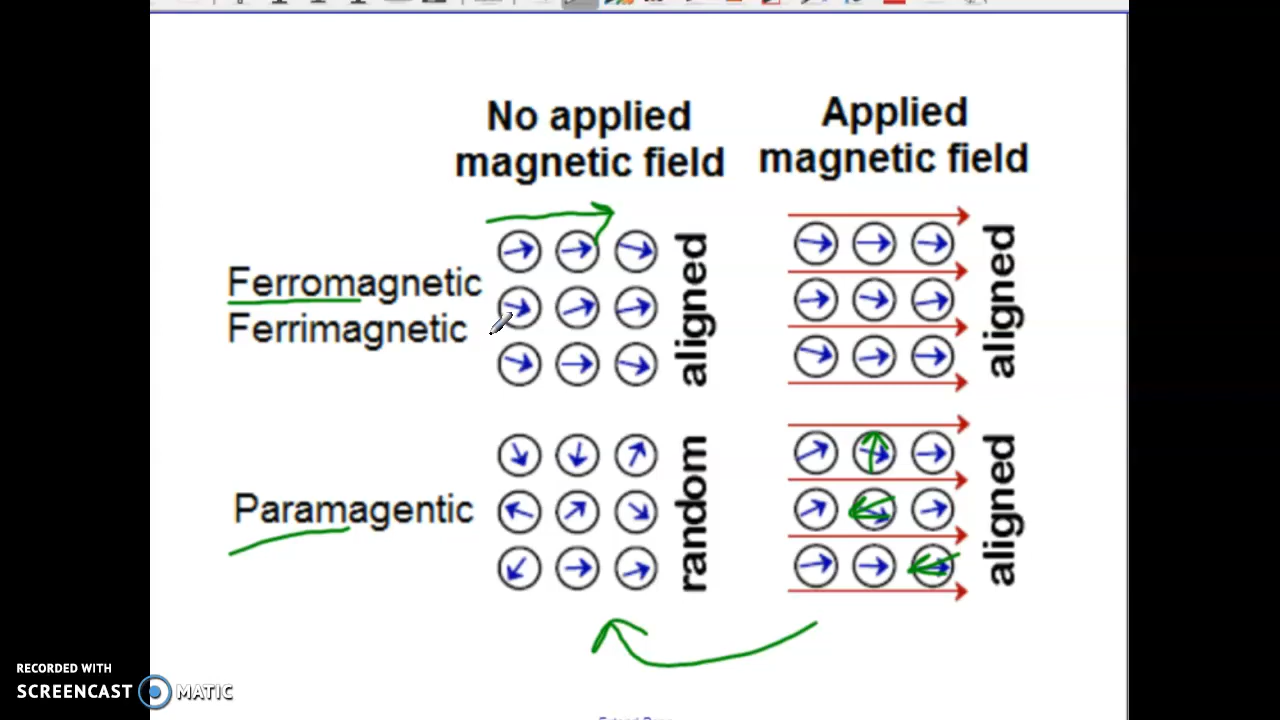 No applied
magnetic field
Applied
magnetic field
Ferromagnetic
Ferrimagnetic
aligned
aligned
Paramagentic
random
aligned
RECORDED WITH
SCREENCAST MATIC